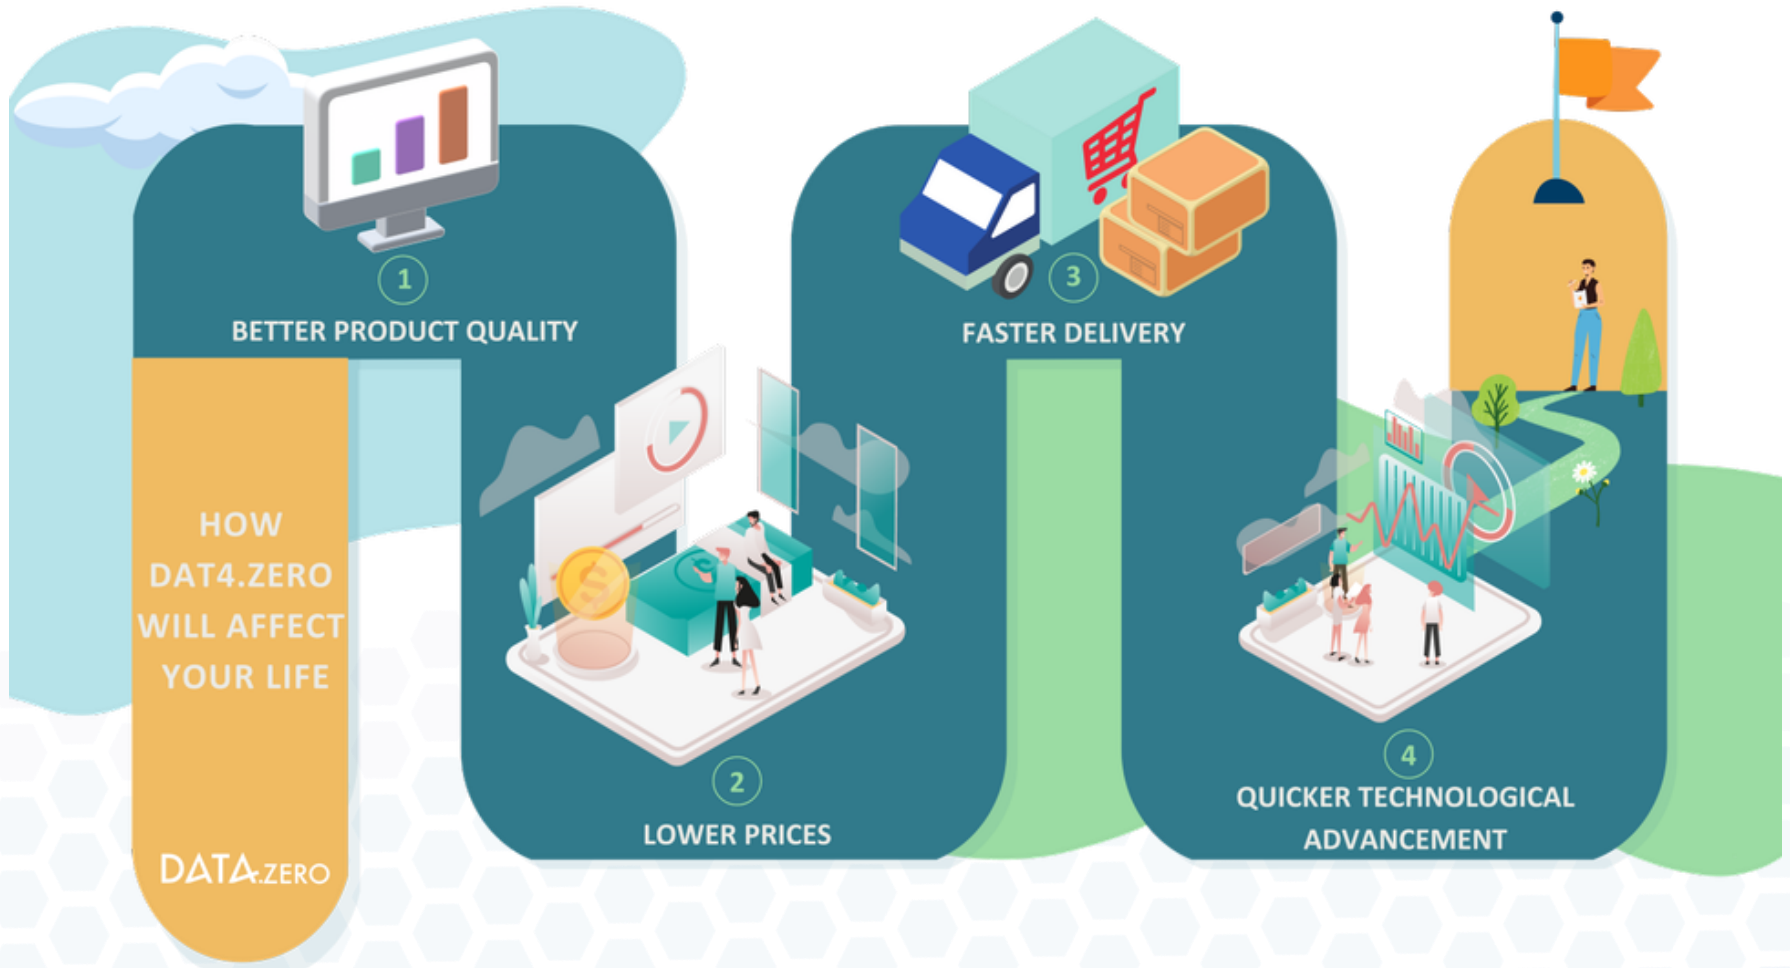 HOW
DAT4.ZERO
WILL AFFECT
YOUR LIFE
DAT4.ZERO
1
BETTER PRODUCT QUALITY
2
LOWER PRICES
3
FASTER DELIVERY
4
QUICKER TECHNOLOGICAL
ADVANCEMENT